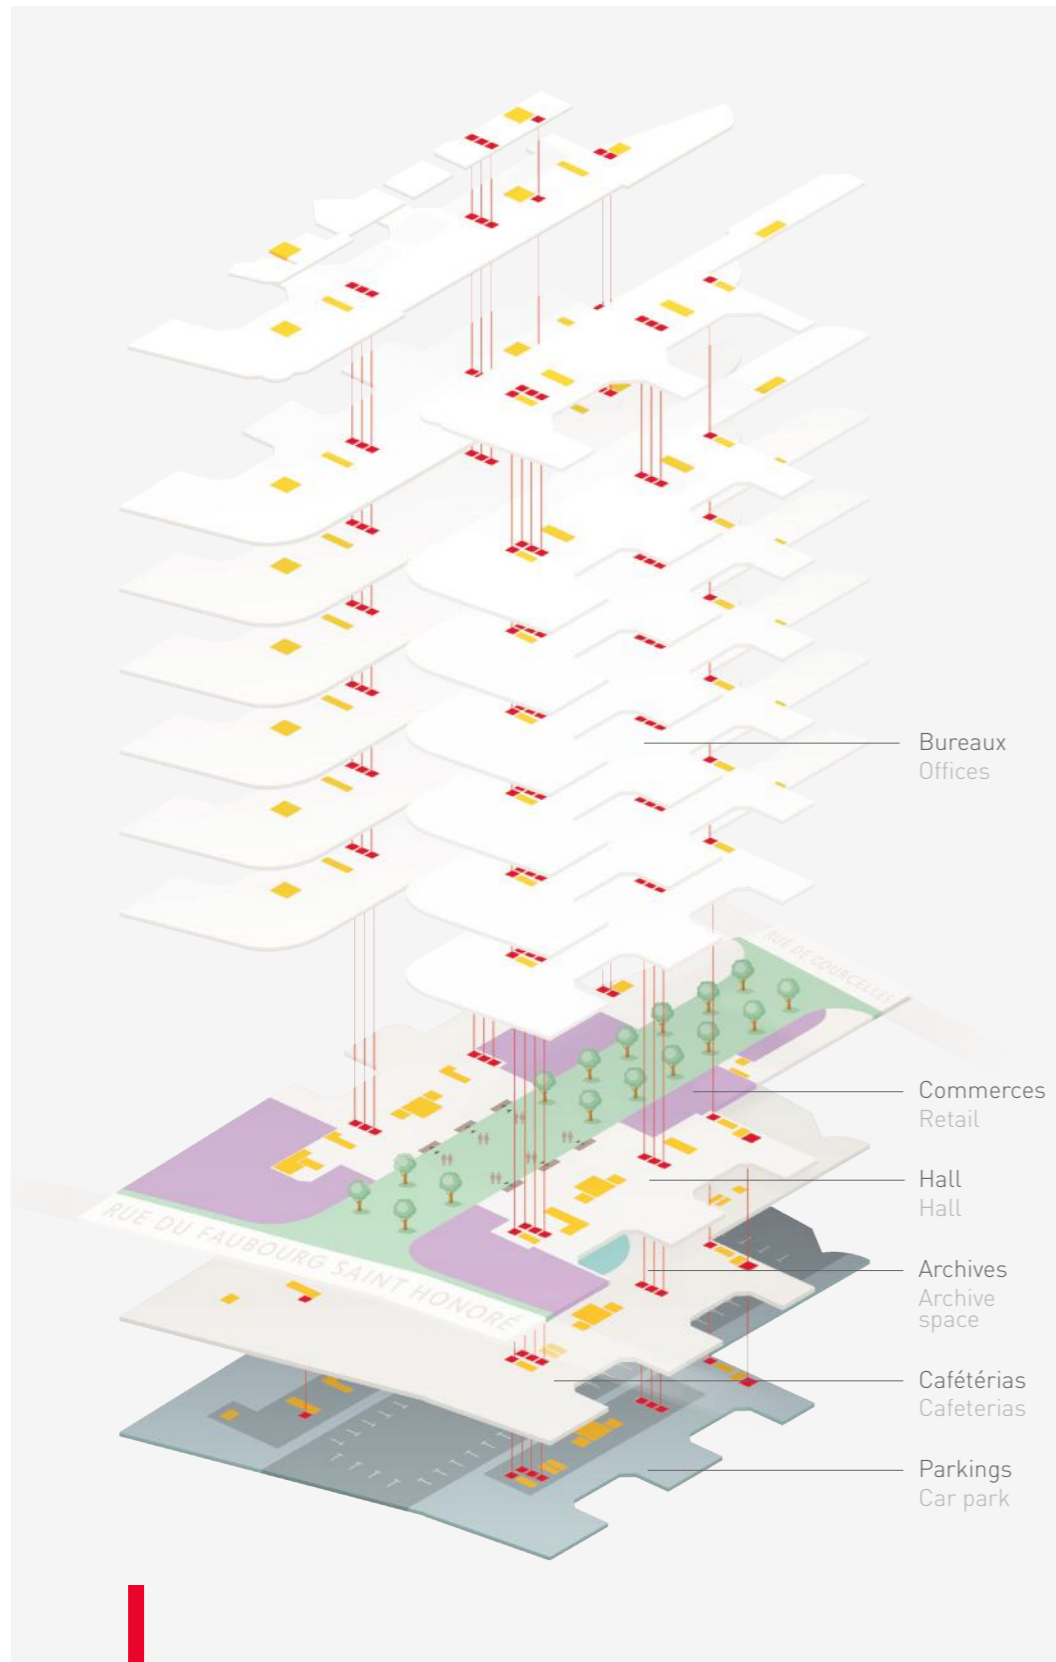 Bureaux
Offices
RUE DE COURCELLES
Commerces
Retail
Hall
Hall
RUE DU FAUBOURG SAINT HONORÉ
Archives
Archive
space
Cafétérias
Cafeterias
Parkings
Car park